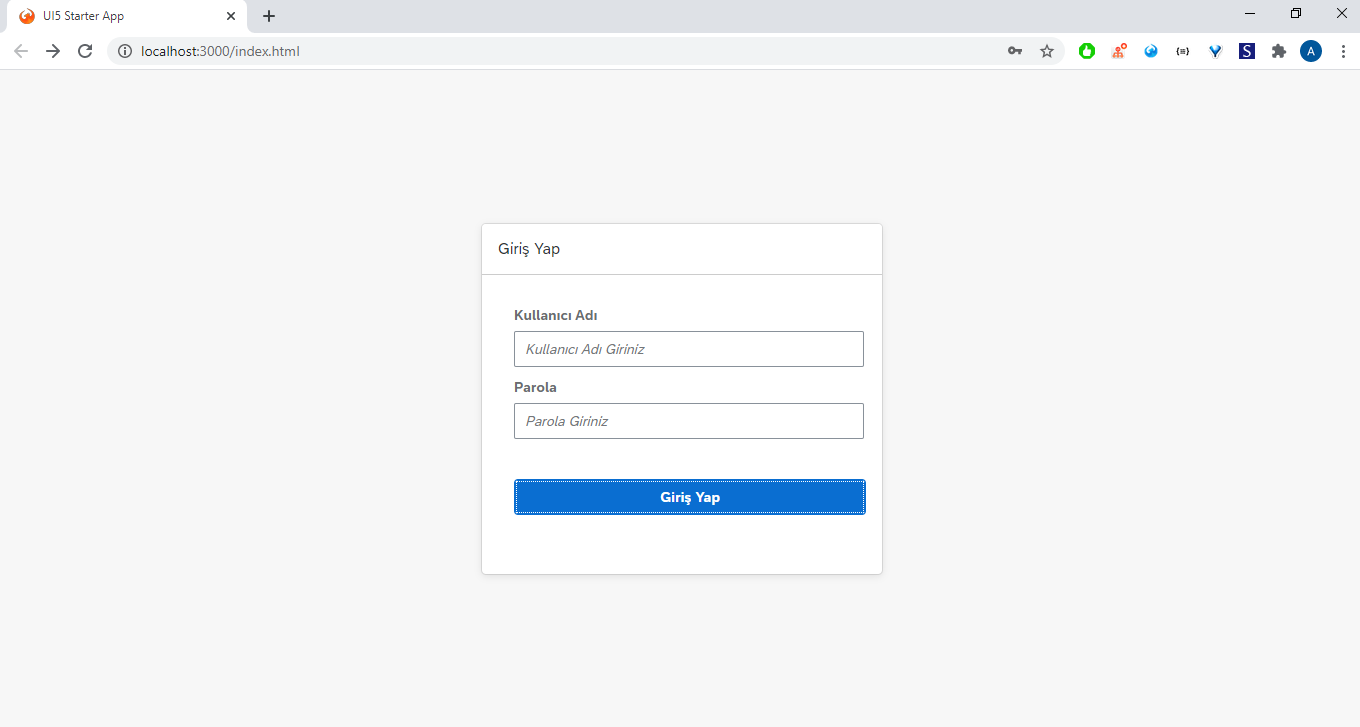 UI5 Starter App
localhost:3000/index.html
S
A
Giriş Yap
Kullanıcı Adı
Kullanıcı Adı Giriniz
Parola
Parola Giriniz
Giriş Yap